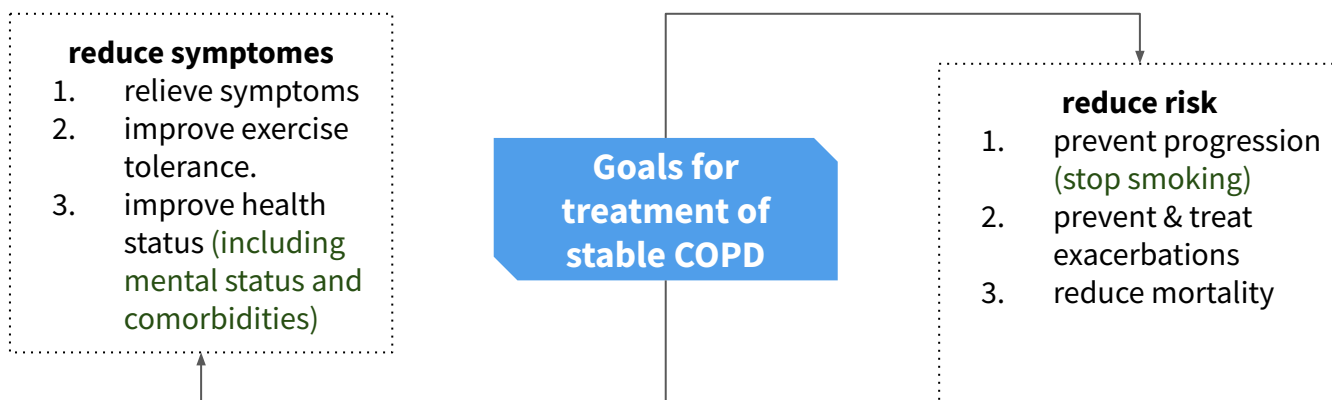 reduce symptomes
1. relieve symptoms
2. improve exercise
tolerance.
3. improve health
status (including
mental status and
comorbidities)
Goals for
treatment of
stable COPD
reduce risk
1. prevent progression
(stop smoking)
2. prevent & treat
exacerbations
3. reduce mortality